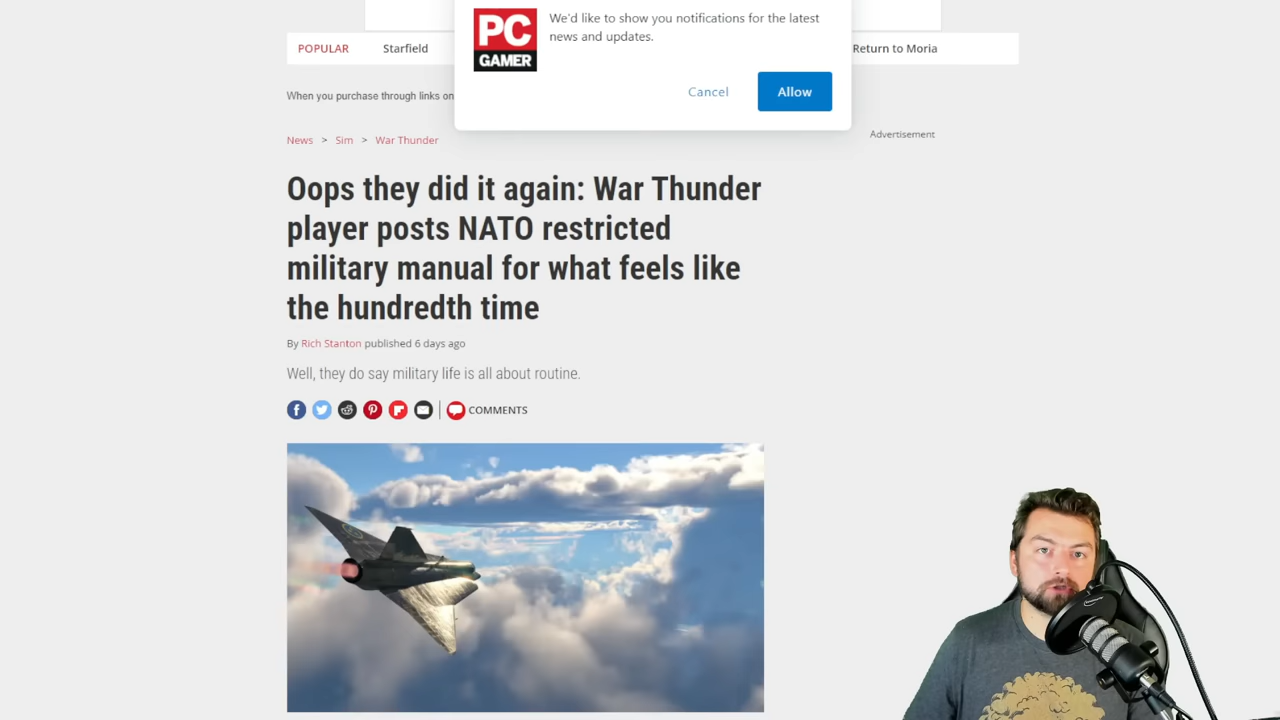 PC
GAMER
We'd like to show you notifications for the latest
news and updates.
Cancel
Allow
POPULAR
Starfield
Return to Moria
When you purchase through links on
Advertisement
News > Sim > War Thunder
Oops they did it again: War Thunder
player posts NATO restricted
military manual for what feels like
the hundredth time
By Rich Stanton published 6 days ago
Well, they do say military life is all about routine.
COMMENTS